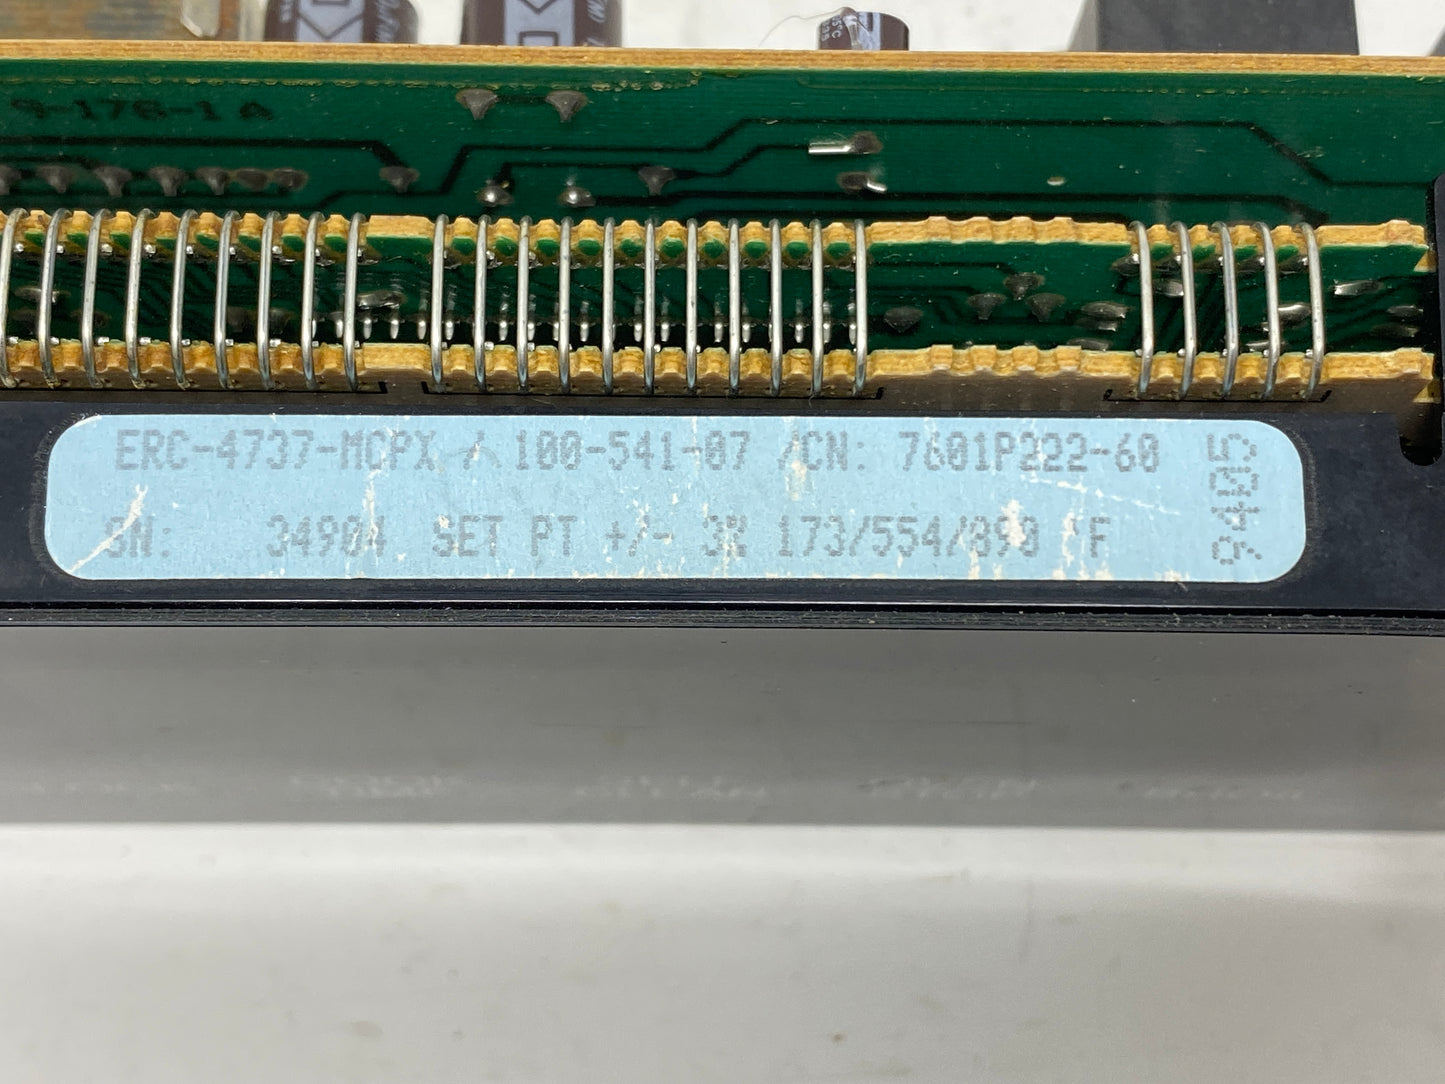 9-176-1A
ERC-4737-MCPX / 100-541-07 /CN: 7601P222-60
SN: 34904 SET PT +/- 3% 173/554/890 °F
94405